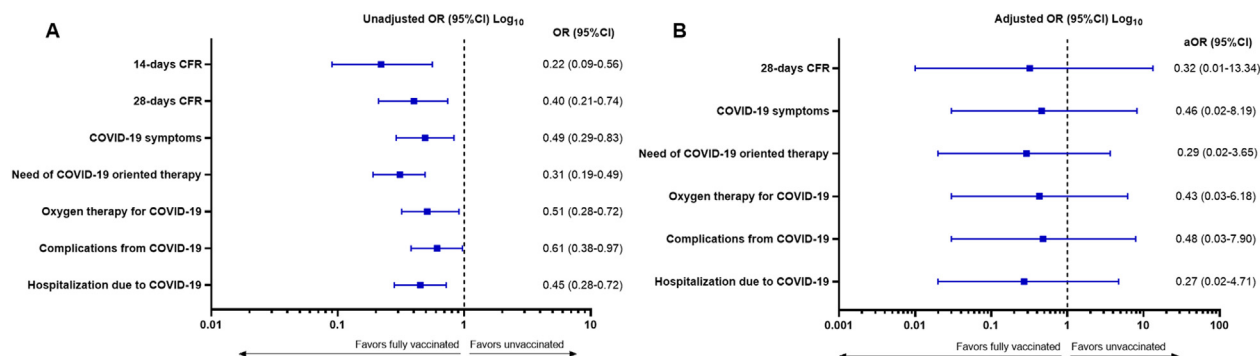 A
Unadjusted OR (95%CI) Log10
OR (95%CI)
14-days CFR 0.22 (0.09-0.56)
28-days CFR 0.40 (0.21-0.74)
COVID-19 symptoms 0.49 (0.29-0.83)
Need of COVID-19 oriented therapy 0.31 (0.19-0.49)
Oxygen therapy for COVID-19 0.51 (0.28-0.72)
Complications from COVID-19 0.61 (0.38-0.97)
Hospitalization due to COVID-19 0.45 (0.28-0.72)
0.01 0.1 1 10
Favors fully vaccinated Favors unvaccinated
B
Adjusted OR (95%CI) Log10
aOR (95%CI)
28-days CFR 0.32 (0.01-13.34)
COVID-19 symptoms 0.46 (0.02-8.19)
Need of COVID-19 oriented therapy 0.29 (0.02-3.65)
Oxygen therapy for COVID-19 0.43 (0.03-6.18)
Complications from COVID-19 0.48 (0.03-7.90)
Hospitalization due to COVID-19 0.27 (0.02-4.71)
0.001 0.01 0.1 1 10 100
Favors fully vaccinated Favors unvaccinated